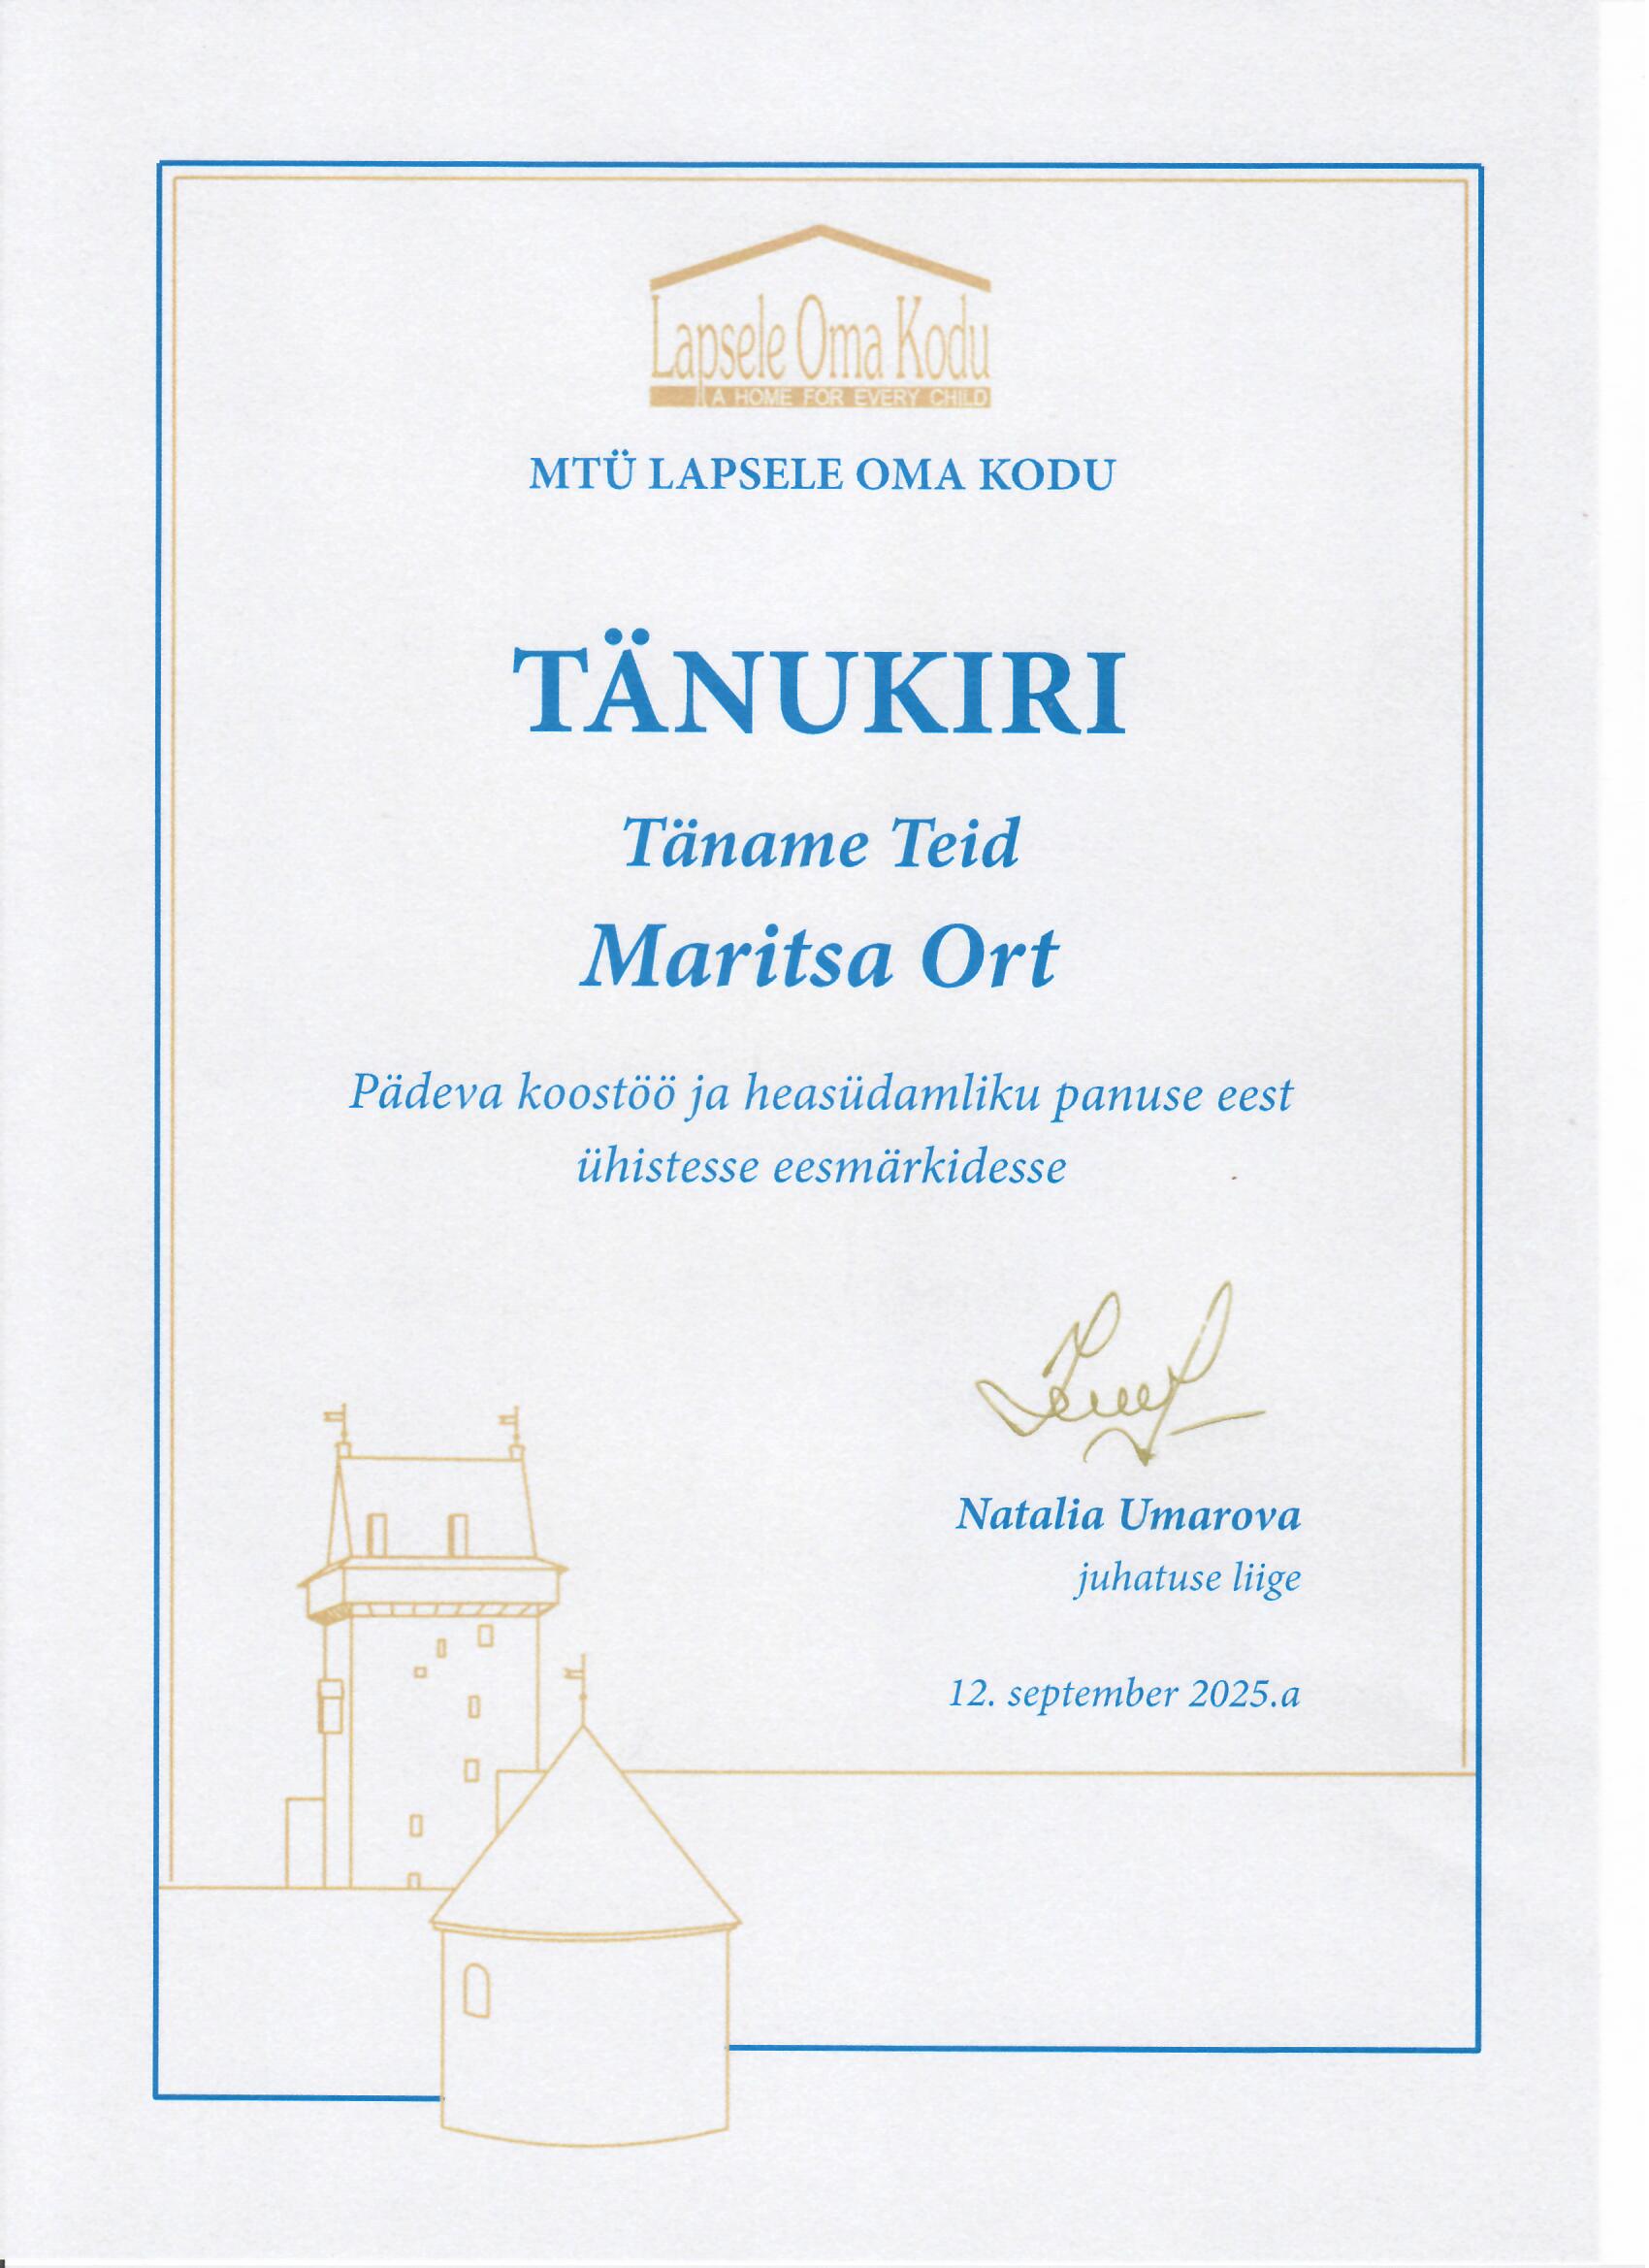 Lapsele Oma Kodu
A HOME FOR EVERY CHILD
MTÜ LAPSELE OMA KODU
TÄNUKIRI
Täname Teid
Maritsa Ort
Pädeva koostöö ja heasüdamliku panuse eest
ühistesse eesmärkidesse
Natalia Umarova
juhatuse liige
12. september 2025.a